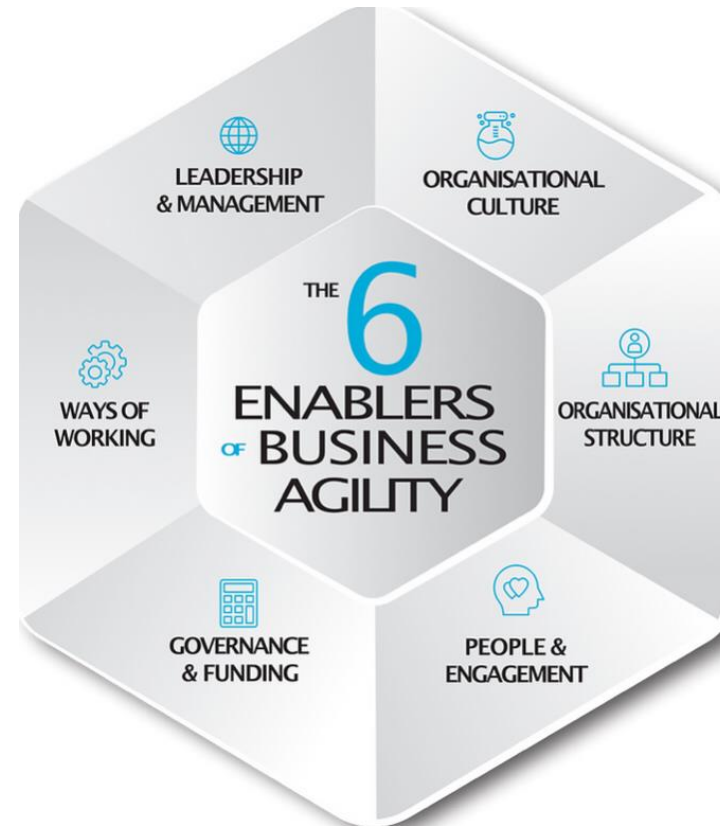 LEADERSHIP
& MANAGEMENT
ORGANISATIONAL
CULTURE
THE 6
ENABLERS
OF BUSINESS
AGILITY
WAYS OF
WORKING
ORGANISATIONAL
STRUCTURE
GOVERNANCE
& FUNDING
PEOPLE &
ENGAGEMENT